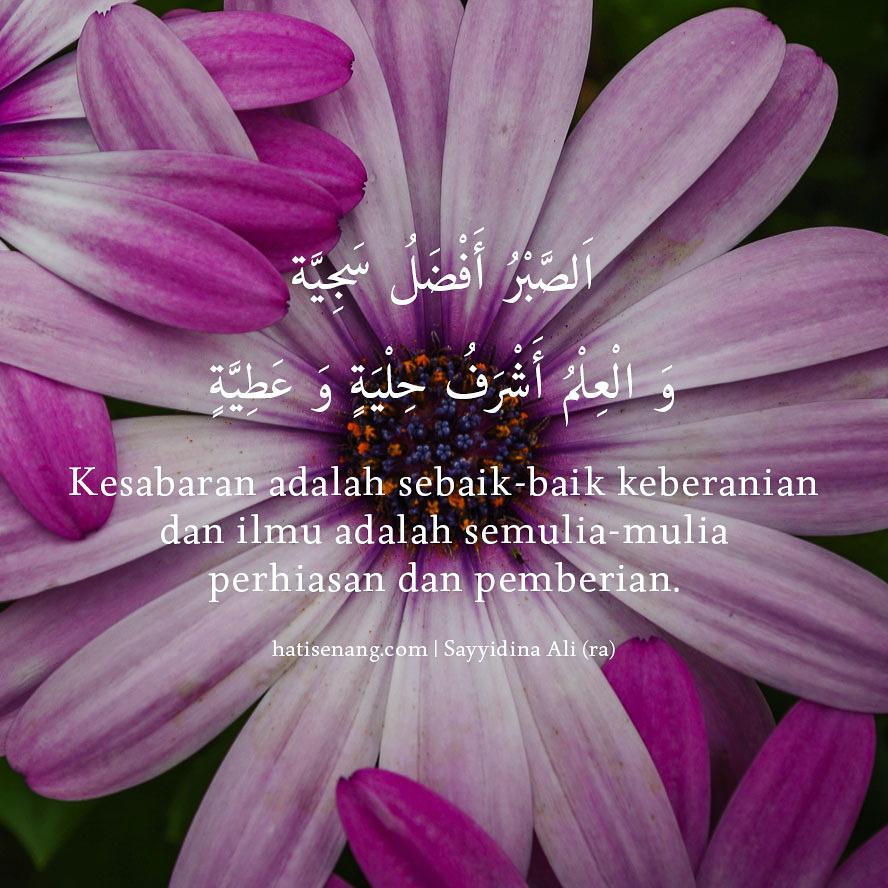 اَلصَّبْرُ أَفْضَلُ سَجِيَّة
وَ الْعِلْمُ أَشْرَفُ حِلْيَةٍ وَ عَطِيَّةٍ
Kesabaran adalah sebaik-baik keberanian
dan ilmu adalah semulia-mulia
perhiasan dan pemberian.
hatisenang.com | Sayyidina Ali (ra)